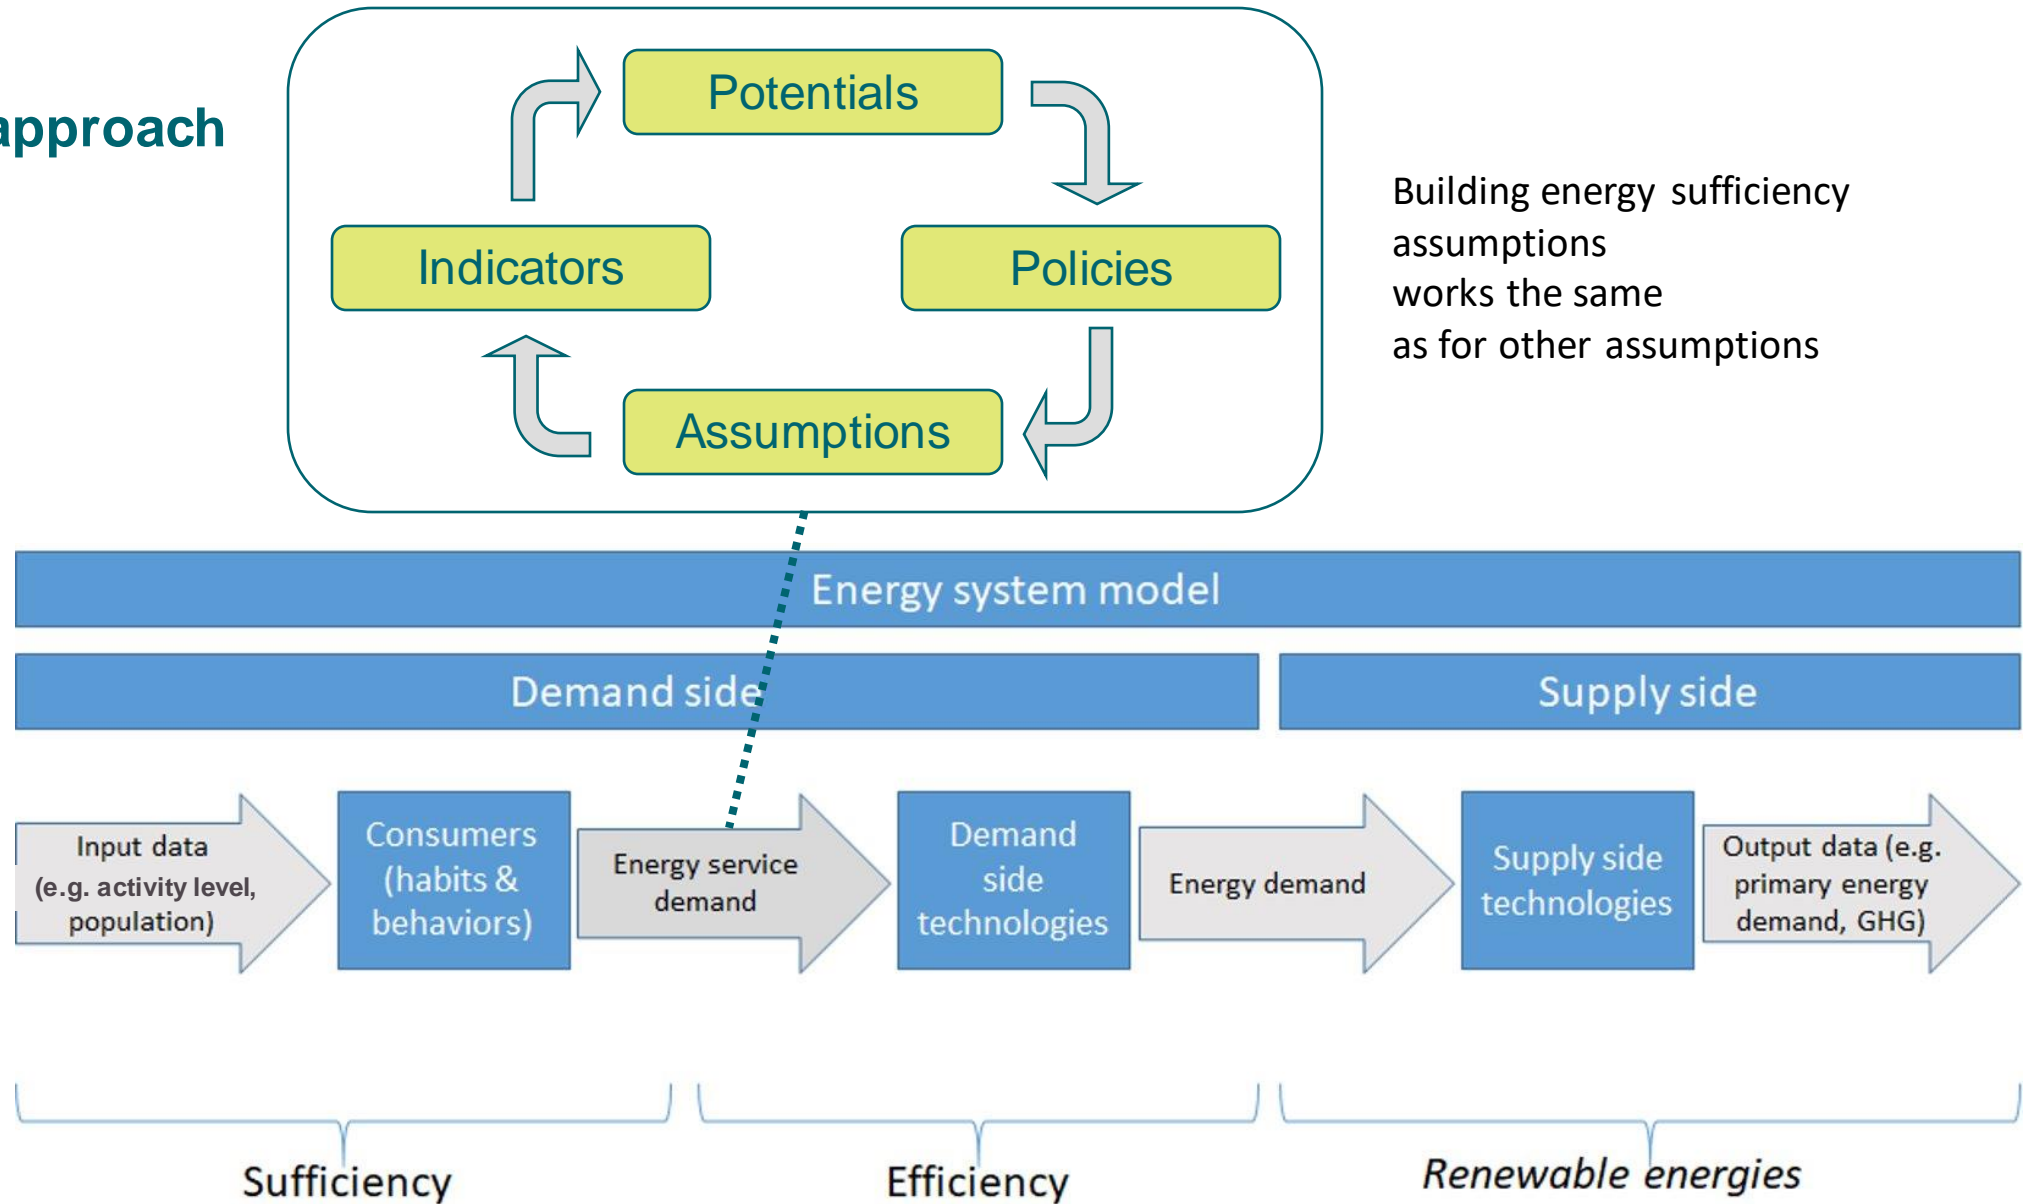 approach
Potentials
Indicators
Policies
Assumptions
Building energy sufficiency
assumptions
works the same
as for other assumptions
Energy system model
Demand side
Supply side
Input data
(e.g. activity level,
population)
Consumers
(habits &
behaviors)
Energy service
demand
Demand
side
technologies
Energy demand
Supply side
technologies
Output data (e.g.
primary energy
demand, GHG)
Sufficiency
Efficiency
Renewable energies